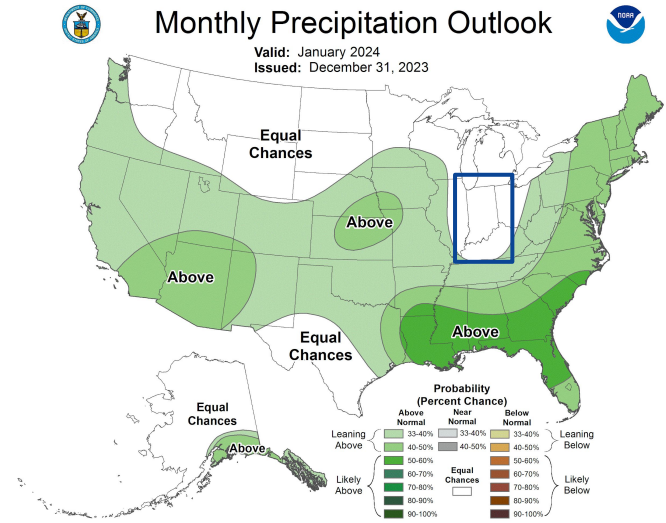 Monthly Precipitation Outlook
NOAA
Valid: January 2024
Issued: December 31, 2023
Equal
Chances
Above
Above
Equal
Chances
Above
Equal
Chances
Above
Probability
(Percent Chance)
Above
Normal
Near
Normal
Below
Normal
Leaning
Above
33-40%
33-40%
33-40%
Leaning
Below
40-50%
40-50%
40-50%
Likely
Above
50-60%
60-70%
70-80%
80-90%
90-100%
Equal
Chances
50-60%
60-70%
70-80%
80-90%
90-100%
Likely
Below